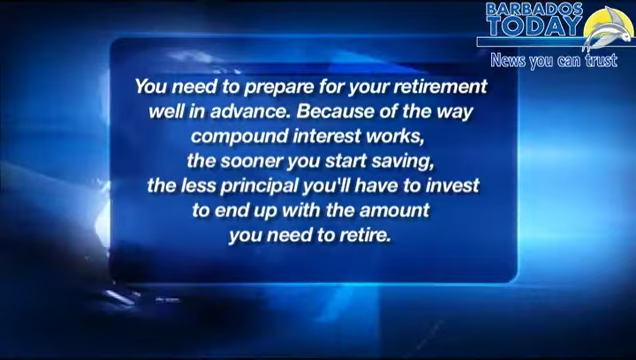 BARBADOS
TODAY
News you can trust
You need to prepare for your retirement
well in advance. Because of the way
compound interest works,
the sooner you start saving,
the less principal you'll have to invest
to end up with the amount
you need to retire.